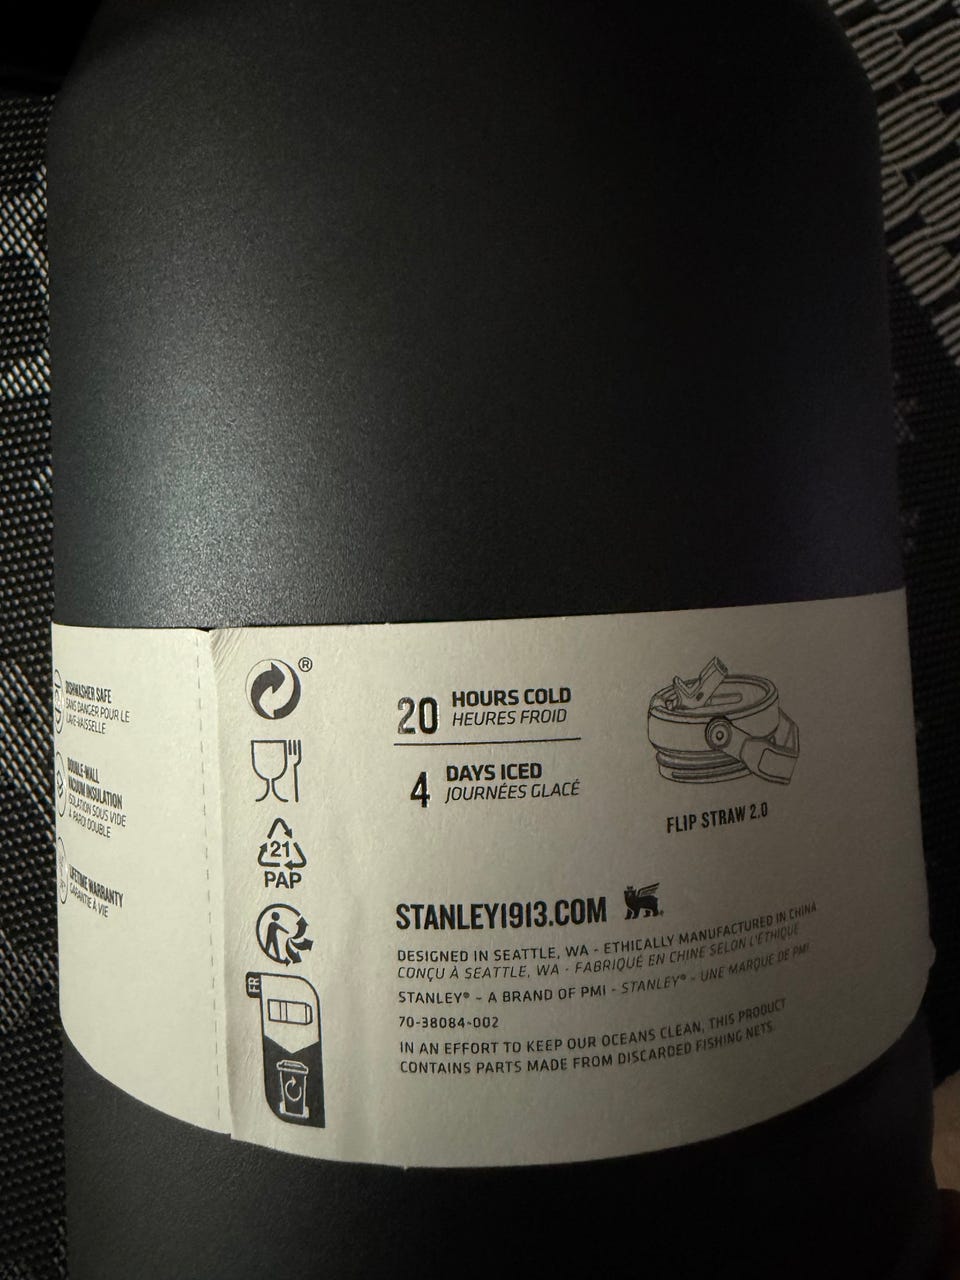 DISHWASHER SAFE
SANS DANGER POUR LE
LAVE-VAISSELLE
DOUBLE-WALL
VACUUM INSULATION
ISOLATION SOUS VIDE
À PAROI DOUBLE
LIFETIME WARRANTY
GARANTIE À VIE
®
21
PAP
FR
20 HOURS COLD
HEURES FROID
4 DAYS ICED
JOURNÉES GLACÉ
FLIP STRAW 2.0
STANLEY1913.COM
DESIGNED IN SEATTLE, WA - ETHICALLY MANUFACTURED IN CHINA
CONÇU À SEATTLE, WA - FABRIQUÉ EN CHINE SELON L'ÉTHIQUE
STANLEY® - A BRAND OF PMI - STANLEY® - UNE MARQUE DE PMI
70-38084-002
IN AN EFFORT TO KEEP OUR OCEANS CLEAN, THIS PRODUCT
CONTAINS PARTS MADE FROM DISCARDED FISHING NETS.